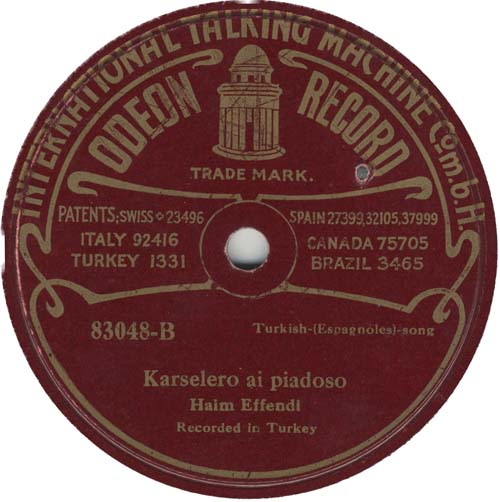 INTERNATIONAL TALKING MACHINE Co m.b.H.
ODEON RECORD
TRADE MARK.
PATENTS; SWISS 23496
ITALY 92416
TURKEY 1331
SPAIN 27399,32105,37999
CANADA 75705
BRAZIL 3465
83048-B
Turkish-(Espagnoles)-song
Karselero ai piadoso
Haim Effendi
Recorded in Turkey